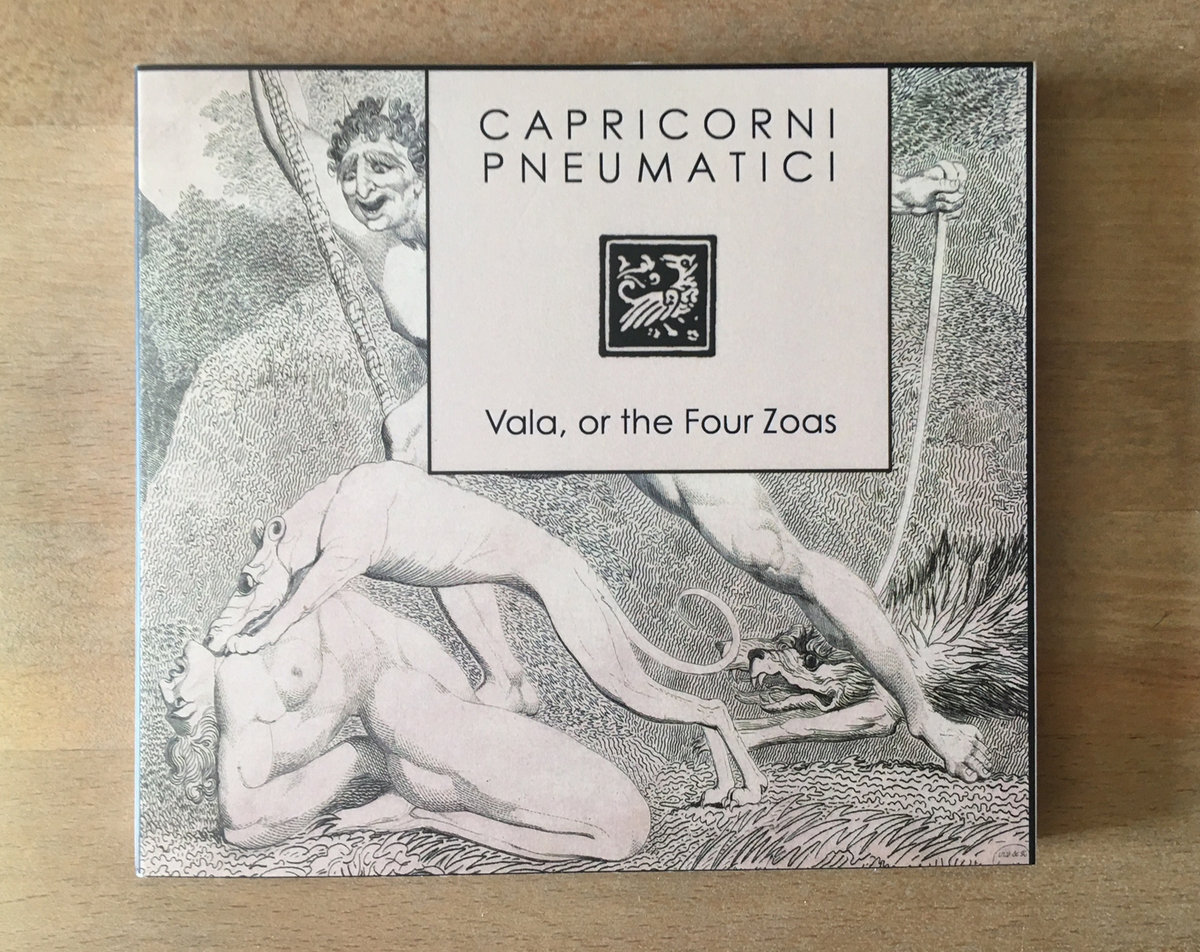 CAPRICORNI
PNEUMATICI
Vala, or the Four Zoas